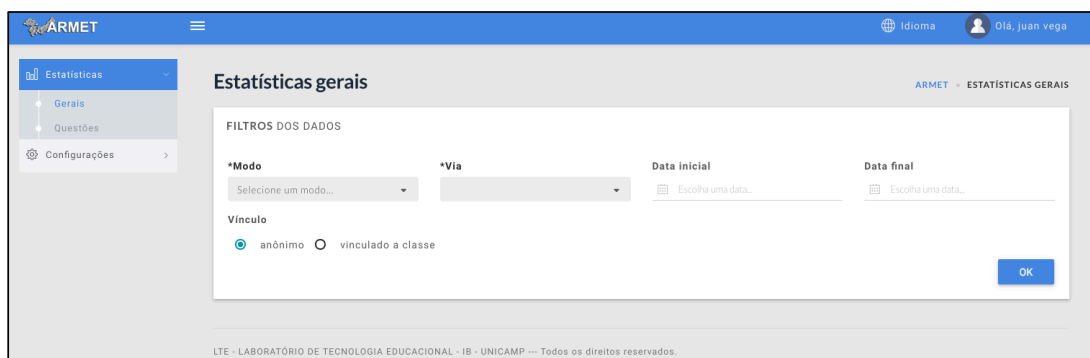 ARMET
Idioma
Olá, juan vega
Estatísticas
Gerais
Questões
Configurações
Estatísticas gerais
ARMET ESTATÍSTICAS GERAIS
FILTROS DOS DADOS
*Modo
*Via
Data inicial
Data final
Selecione um modo...
Escolha uma data...
Escolha uma data...
Vínculo
anônimo
vinculado a classe
OK
LTE - LABORATÓRIO DE TECNOLOGIA EDUCACIONAL - IB - UNICAMP — Todos os direitos reservados.